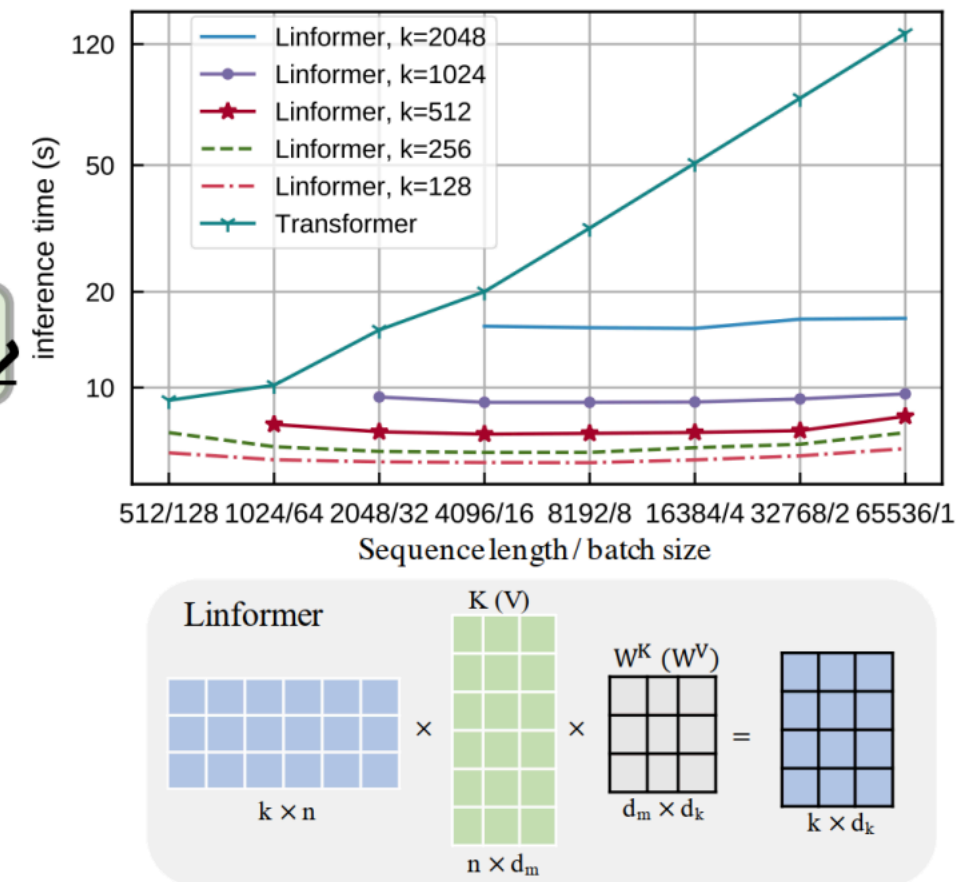 120
50
20
10
inference time (s)
Linformer, k=2048
Linformer, k=1024
Linformer, k=512
Linformer, k=256
Linformer, k=128
Transformer
512/128 1024/64 2048/32 4096/16 8192/8 16384/4 32768/2 65536/1
Sequence length / batch size
Linformer
K (V)
W^K (W^V)
× × =
k × n
n × d_m
d_m × d_k
k × d_k